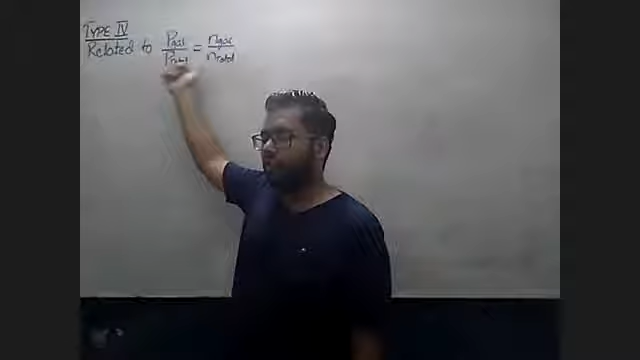 TYPE IV
Related to Pgas/Ptotal = ngas/ntotal